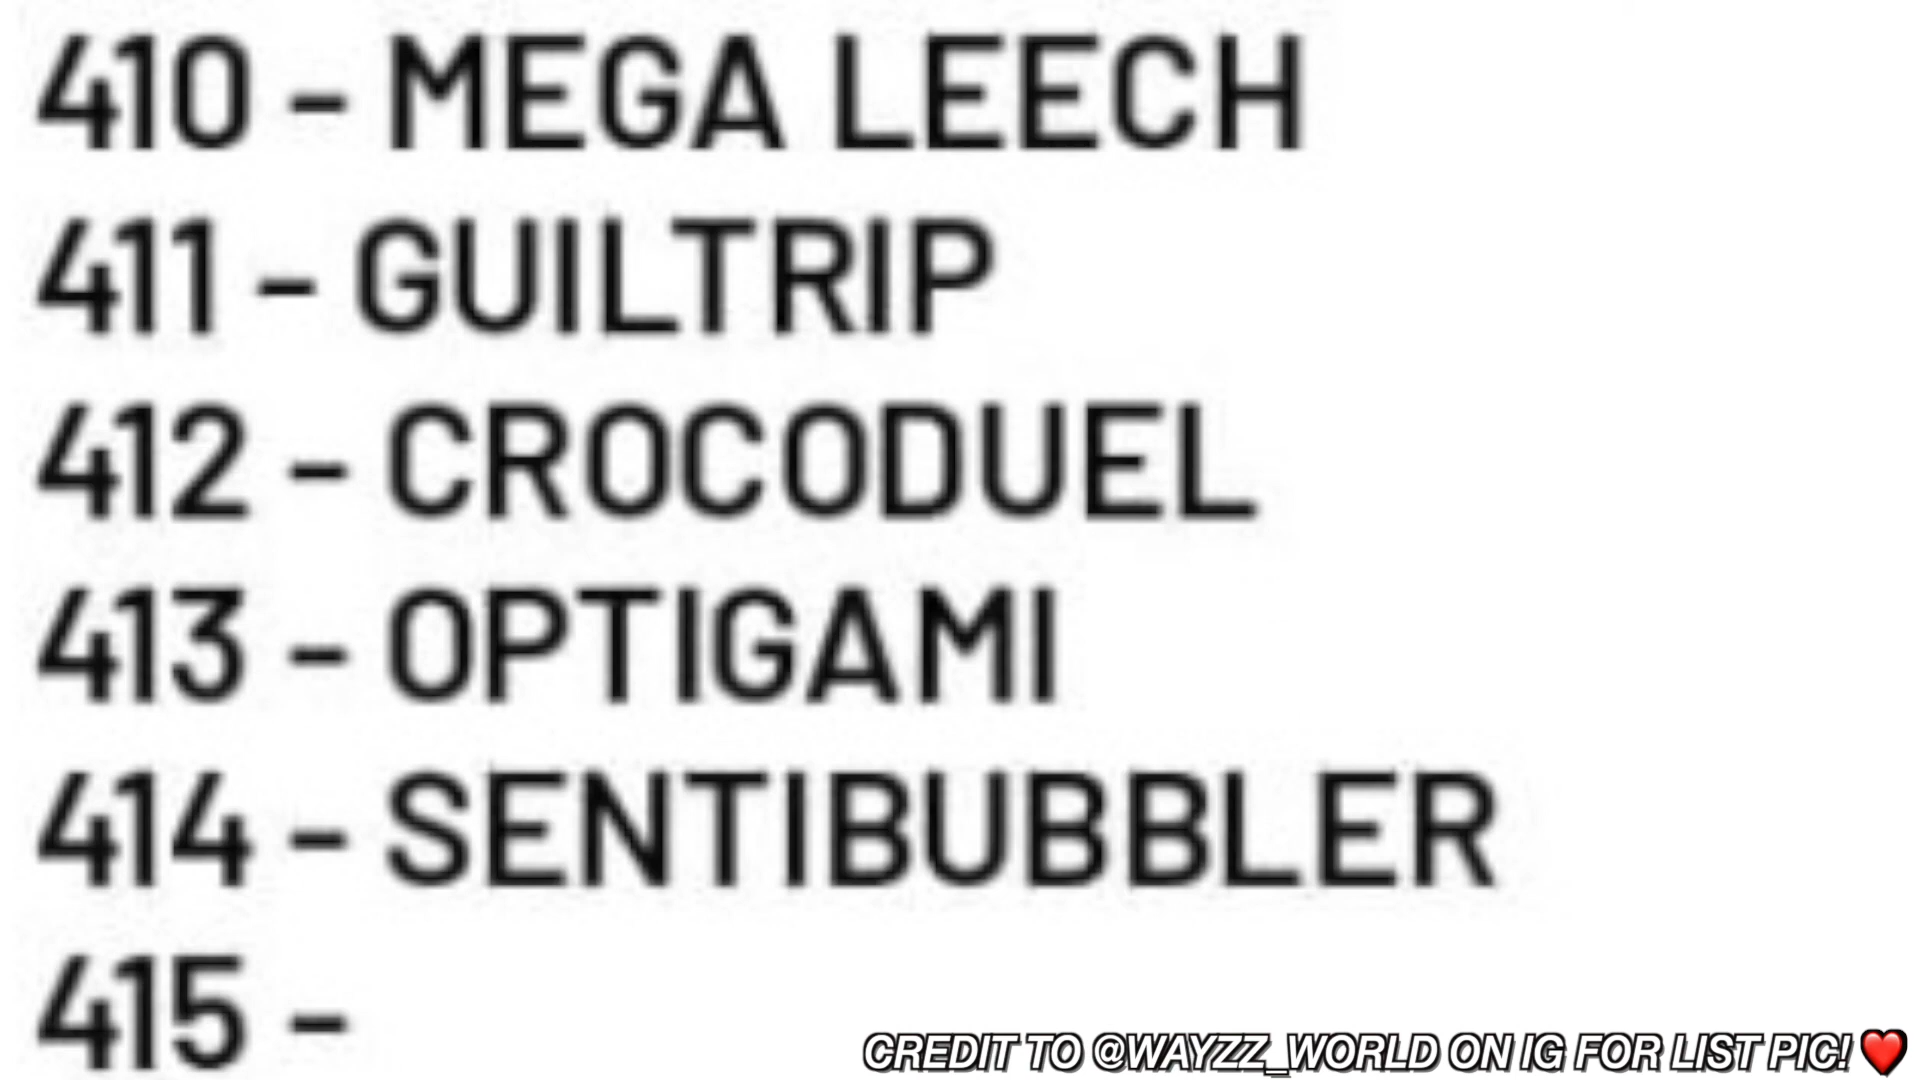 410 - MEGA LEECH
411 - GUILTRIP
412 - CROCODUEL
413 - OPTIGAMI
414 - SENTIBUBBLER
415 -
CREDIT TO @WAYZZ_WORLD ON IG FOR LIST PIC! ❤️